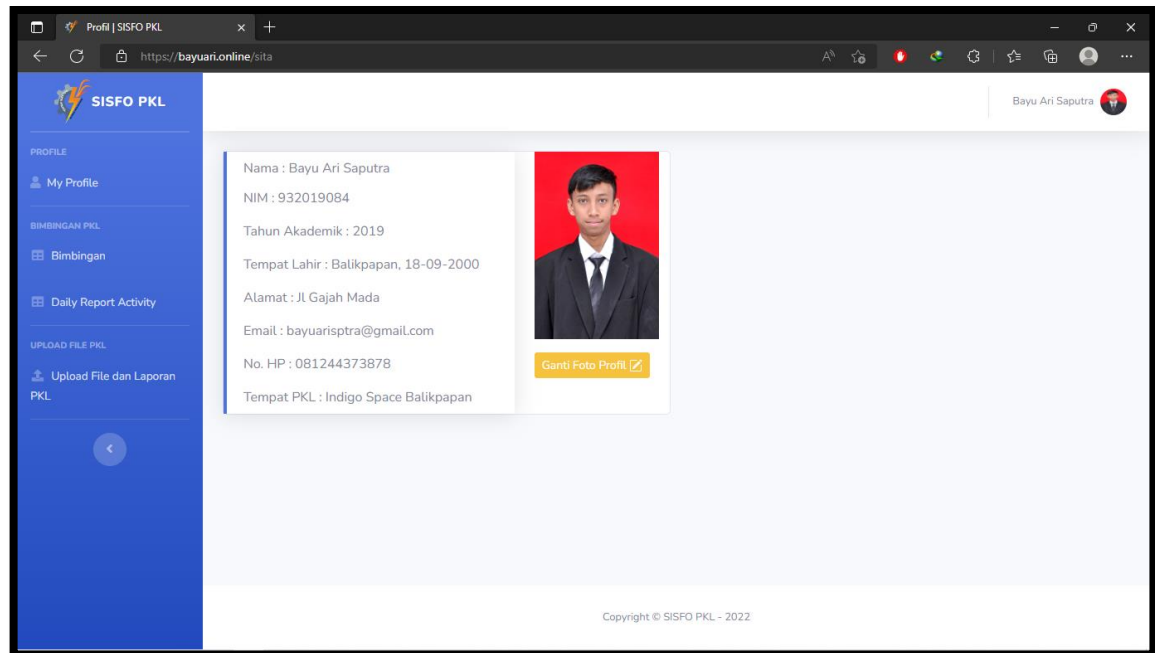 Profil | SISFO PKL
https://bayuari.online/sita
SISFO PKL
Bayu Ari Saputra
PROFILE
My Profile
BIMBINGAN PKL
Bimbingan
Daily Report Activity
UPLOAD FILE PKL
Upload File dan Laporan
PKL
Nama : Bayu Ari Saputra
NIM : 932019084
Tahun Akademik : 2019
Tempat Lahir : Balikpapan, 18-09-2000
Alamat : Jl Gajah Mada
Email : bayuarisptra@gmail.com
No. HP : 081244373878
Tempat PKL : Indigo Space Balikpapan
Ganti Foto Profil
Copyright © SISFO PKL - 2022